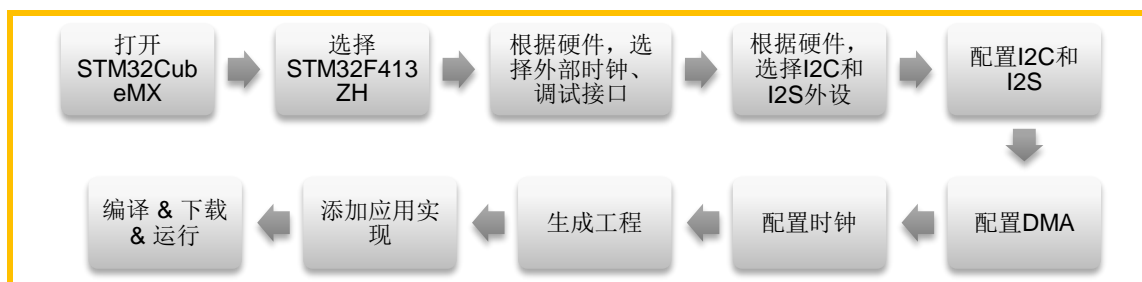 打开
STM32Cub
eMX
选择
STM32F413
ZH
根据硬件，选
择外部时钟、
调试接口
根据硬件，
选择I2C和
I2S外设
配置I2C和
I2S
配置DMA
配置时钟
生成工程
添加应用实
现
编译 & 下载
& 运行